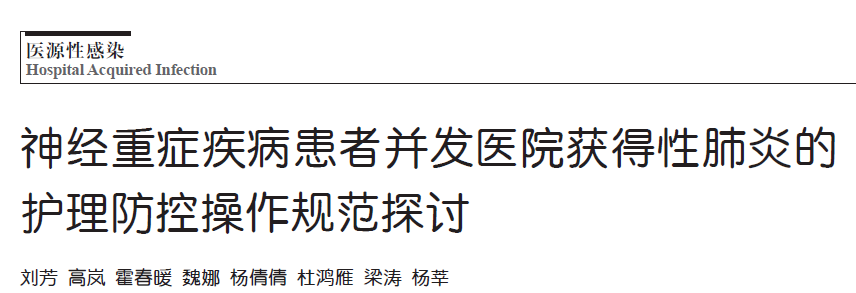 医源性感染
Hospital Acquired Infection
神经重症疾病患者并发医院获得性肺炎的
护理防控操作规范探讨
刘芳 高岚 霍春暖 魏娜 杨倩倩 杜鸿雁 梁涛 杨莘